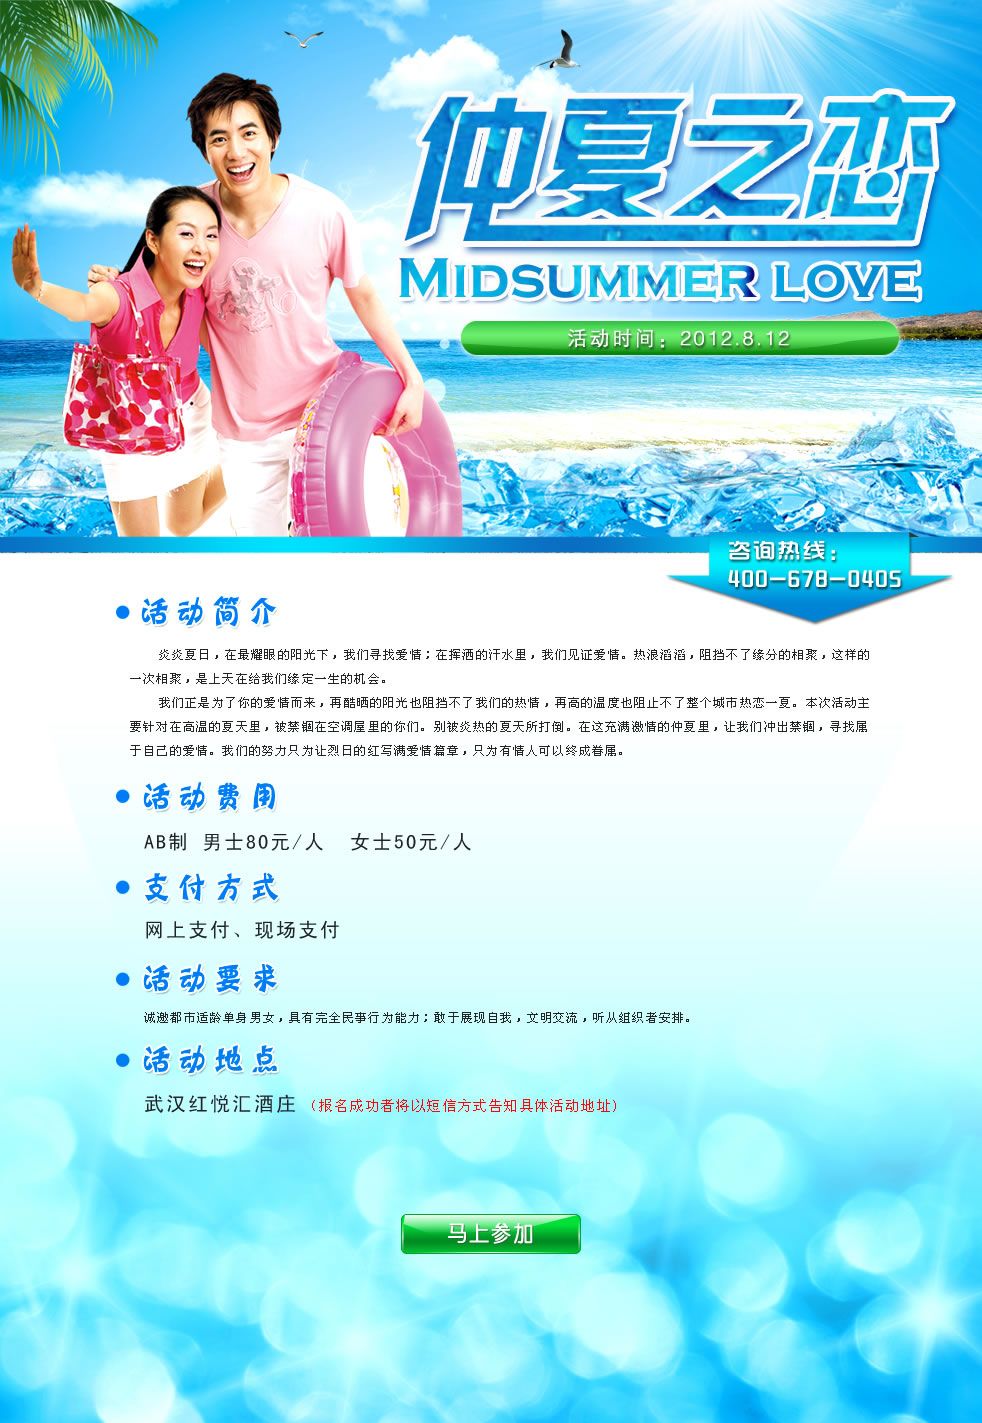 仲夏之恋
MIDSUMMER LOVE
活动时间：2012.8.12
咨询热线：
400-678-0405
活动简介
炎炎夏日，在最耀眼的阳光下，我们寻找爱情；在挥洒的汗水里，我们见证爱情。热浪滔滔，阻挡不了缘分的相聚，这样的
一次相聚，是上天在给我们缘定一生的机会。
我们正是为了你的爱情而来，再酷晒的阳光也阻挡不了我们的热情，再高的温度也阻止不了整个城市热恋一夏。本次活动主
要针对在高温的夏天里，被禁锢在空调屋里的你们。别被炎热的夏天所打倒。在这充满激情的仲夏里，让我们冲出禁锢，寻找属
于自己的爱情。我们的努力只为让烈日的红写满爱情篇章，只为有情人可以终成眷属。
活动费用
AB制 男士80元/人 女士50元/人
支付方式
网上支付、现场支付
活动要求
诚邀都市适龄单身男女，具有完全民事行为能力；敢于展现自我，文明交流，听从组织者安排。
活动地点
武汉红悦汇酒庄（报名成功者将以短信方式告知具体活动地址）
马上参加